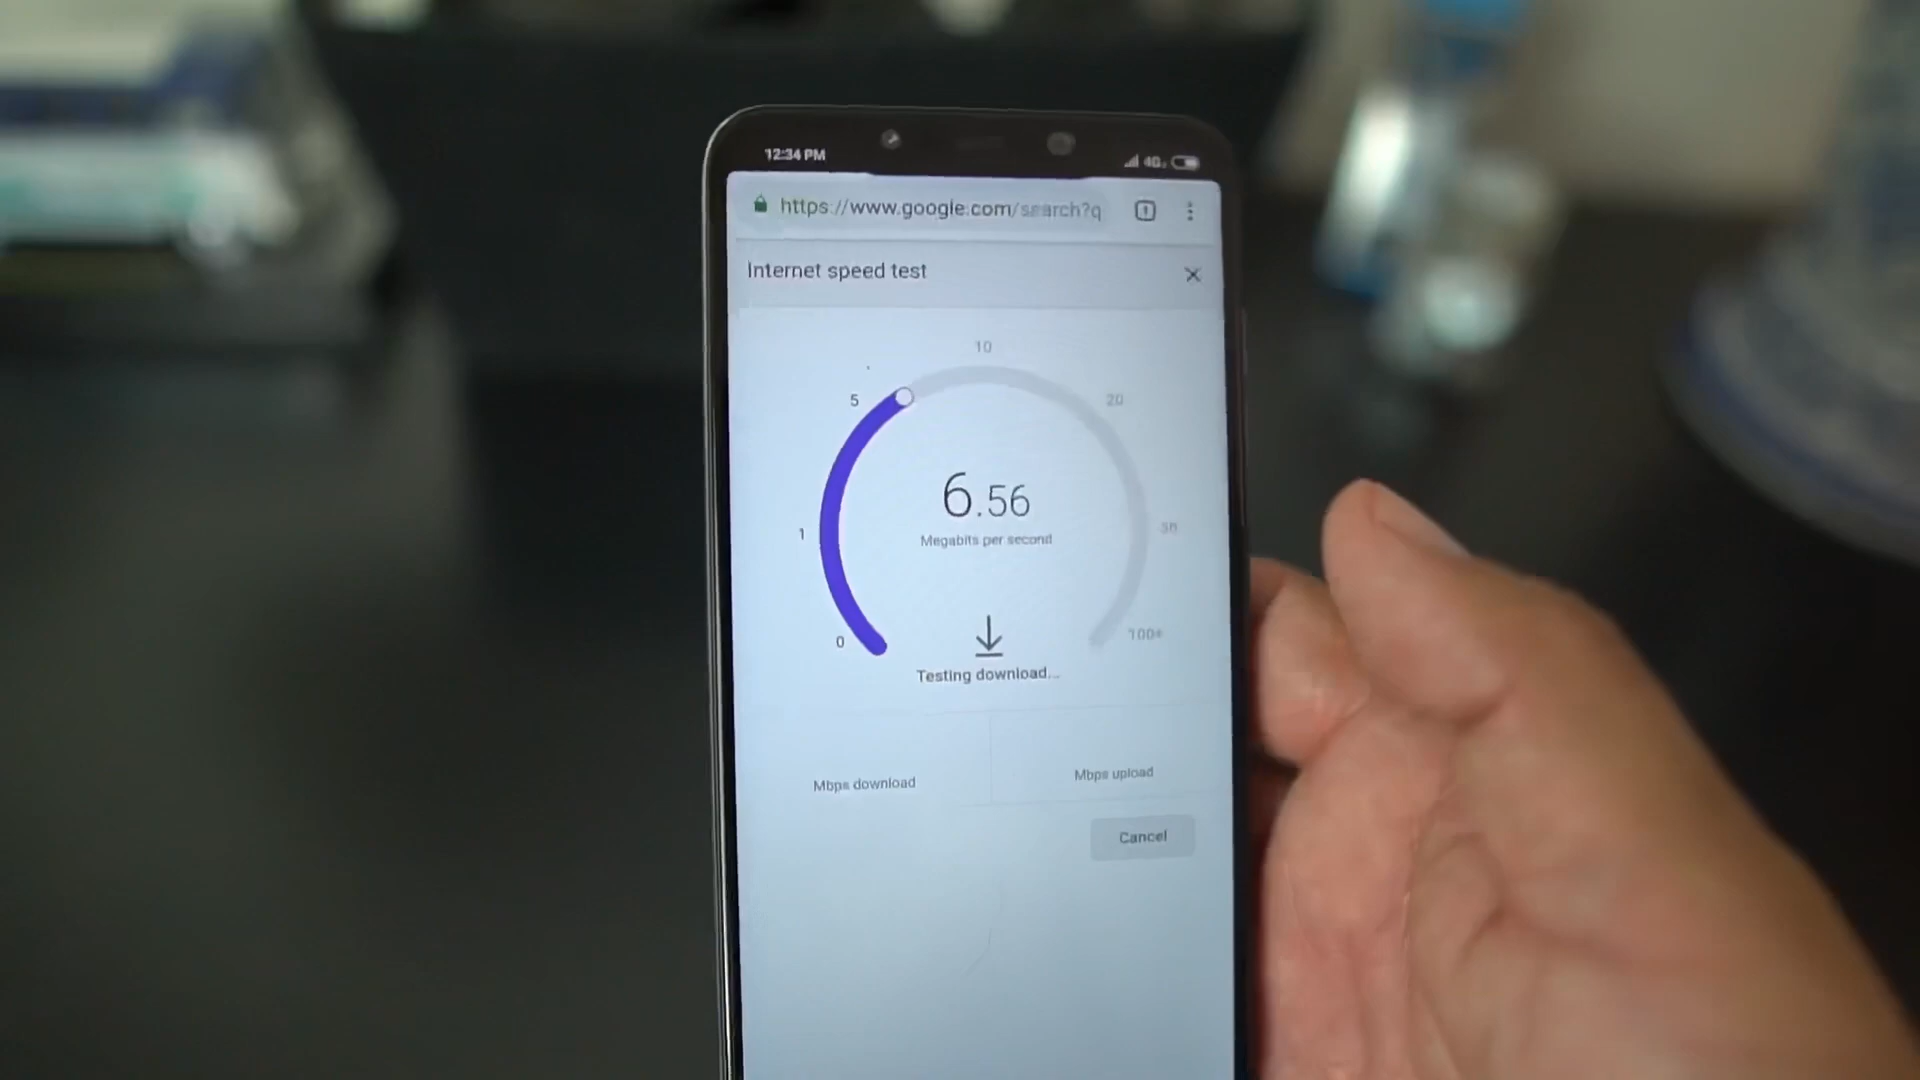 12:34 PM
4G
https://www.google.com/search?q
Internet speed test
10
5
20
6.56
Megabits per second
1
0
100+
Testing download...
Mbps download
Mbps upload
Cancel